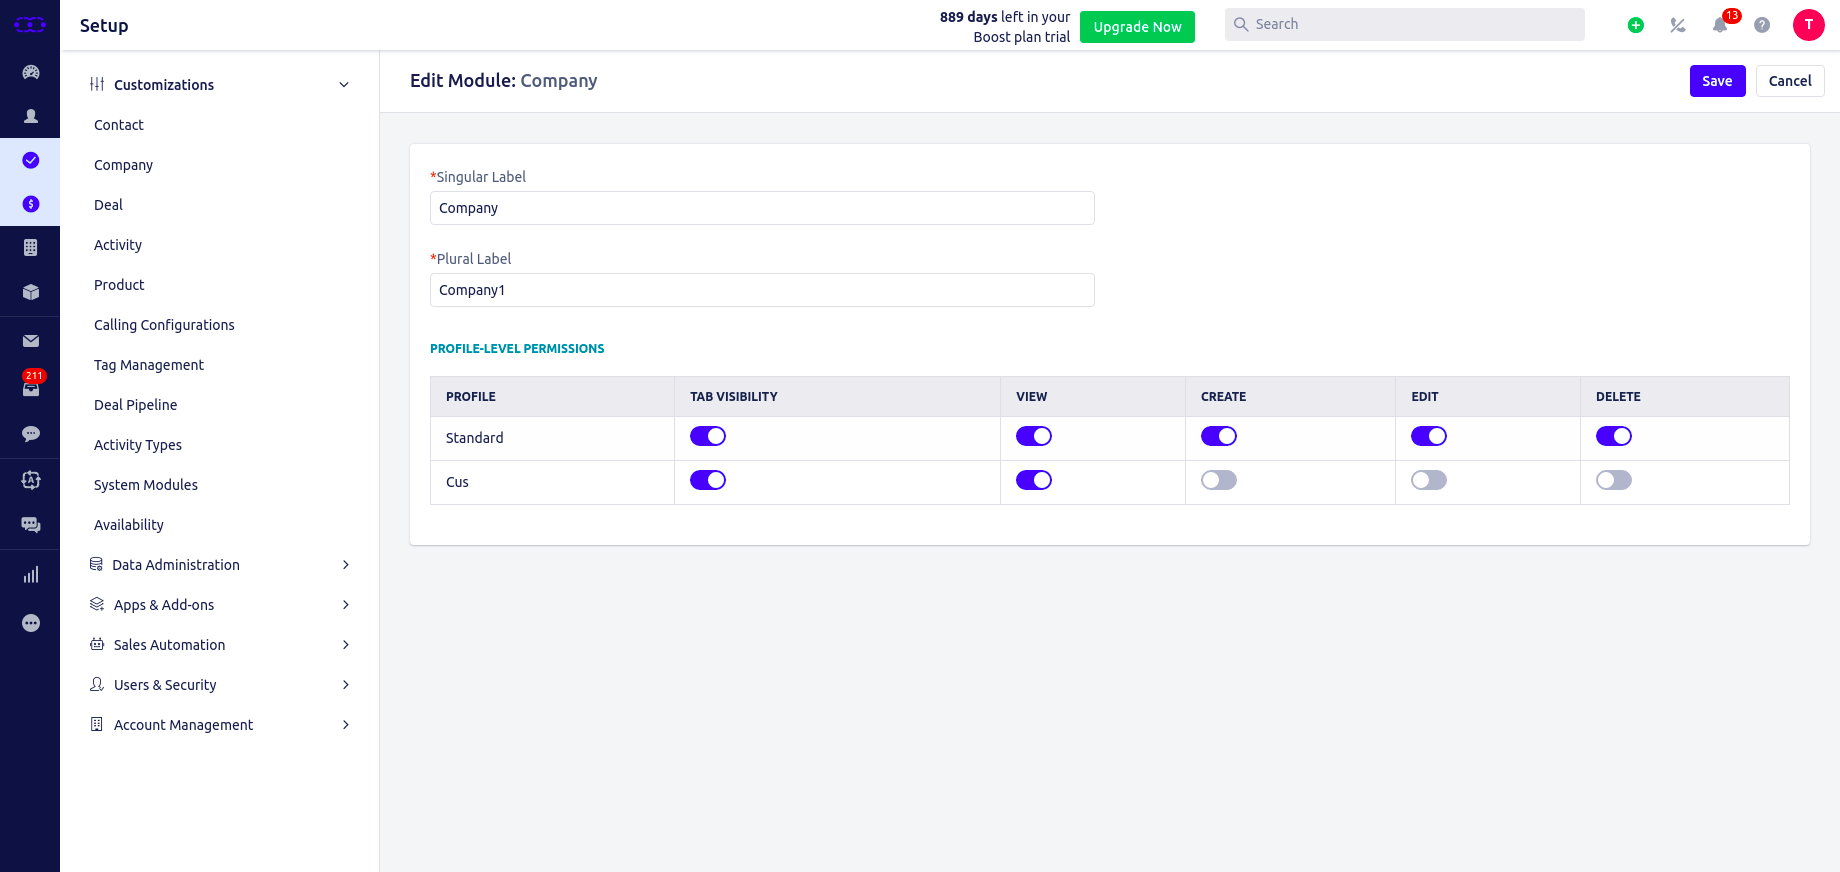 Setup
889 days left in your
Boost plan trial
Upgrade Now
Search
13
?
T
211
A
$
Customizations
Contact
Company
Deal
Activity
Product
Calling Configurations
Tag Management
Deal Pipeline
Activity Types
System Modules
Availability
Data Administration
Apps & Add-ons
Sales Automation
Users & Security
Account Management
Edit Module: Company
Save
Cancel
*Singular Label
Company
*Plural Label
Company1
PROFILE-LEVEL PERMISSIONS
PROFILE TAB VISIBILITY VIEW CREATE EDIT DELETE
Standard
Cus